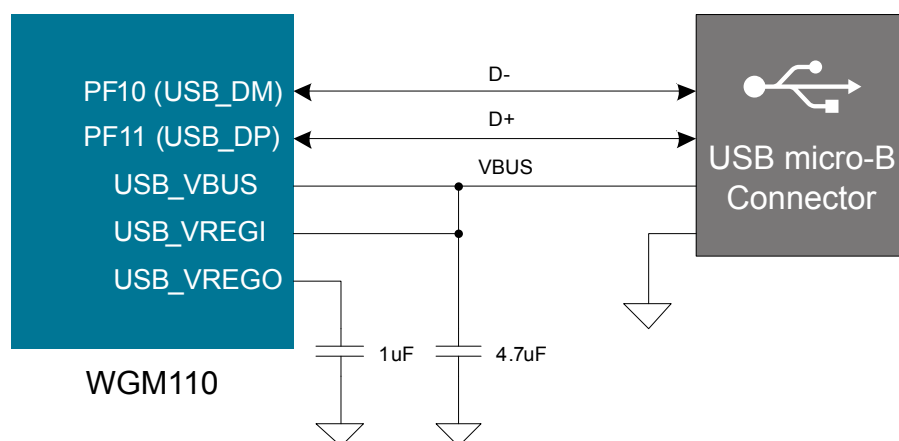 D-
PF10 (USB_DM)
D+
PF11 (USB_DP)
USB micro-B
Connector
VBUS
USB_VBUS
USB_VREGI
USB_VREGO
1uF
4.7uF
WGM110